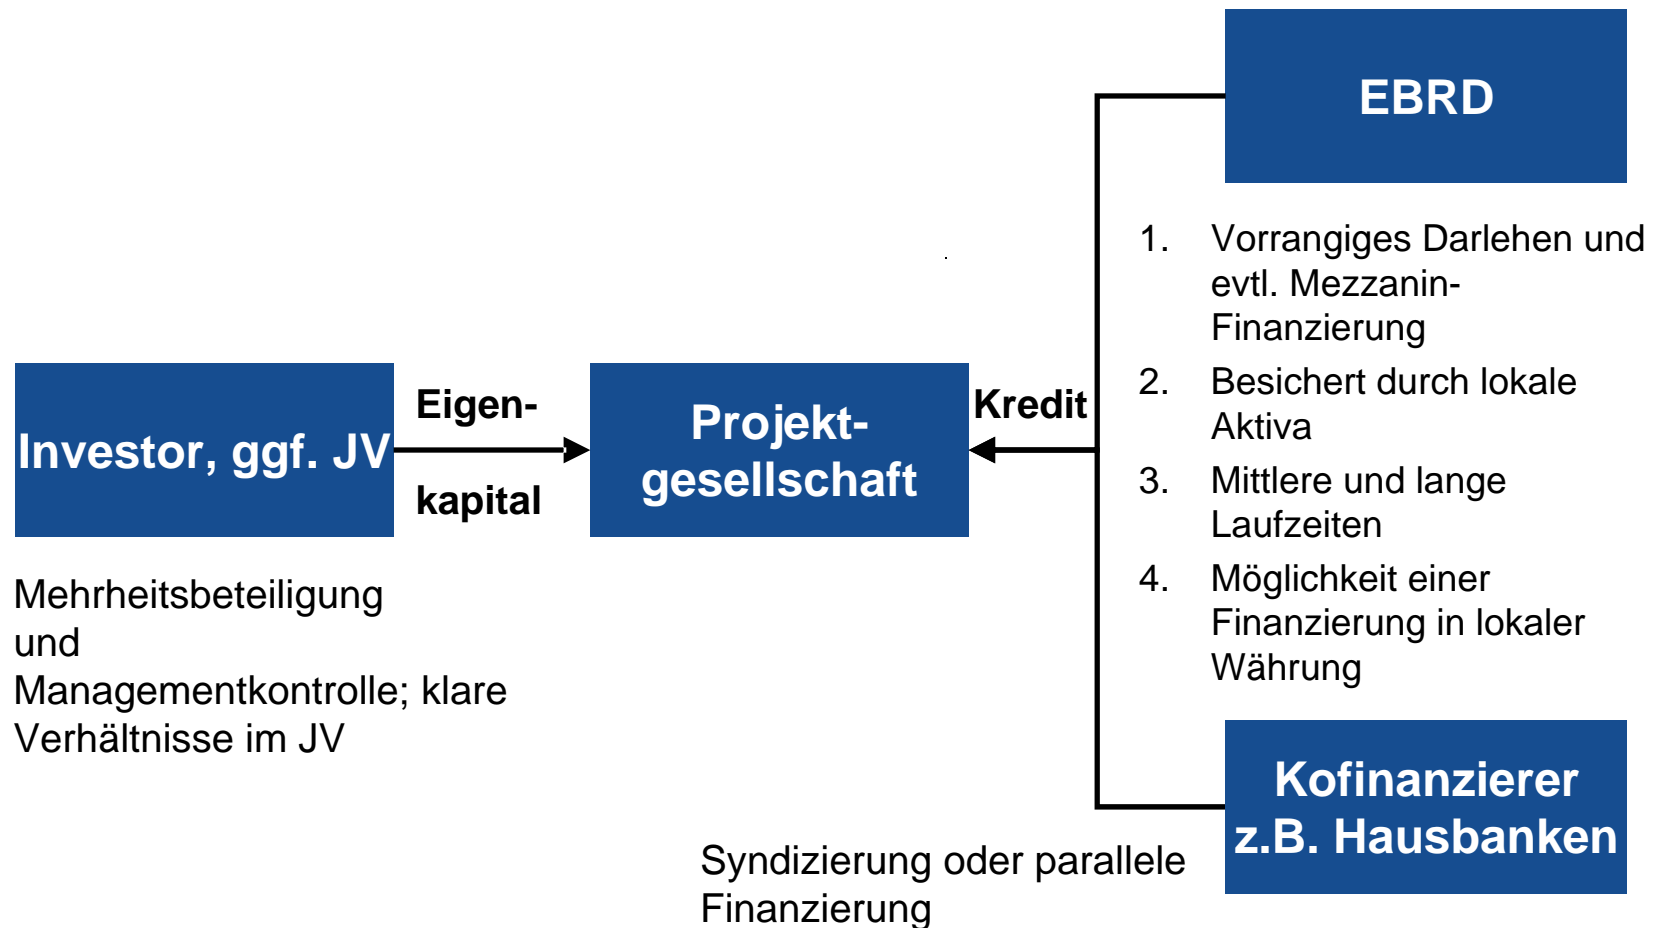 EBRD
1. Vorrangiges Darlehen und
evtl. Mezzanin-
Finanzierung
2. Besichert durch lokale
Aktiva
3. Mittlere und lange
Laufzeiten
4. Möglichkeit einer
Finanzierung in lokaler
Währung
Investor, ggf. JV
Eigen-
kapital
Projekt-
gesellschaft
Kredit
Mehrheitsbeteiligung
und
Managementkontrolle; klare
Verhältnisse im JV
Kofinanzierer
z.B. Hausbanken
Syndizierung oder parallele
Finanzierung